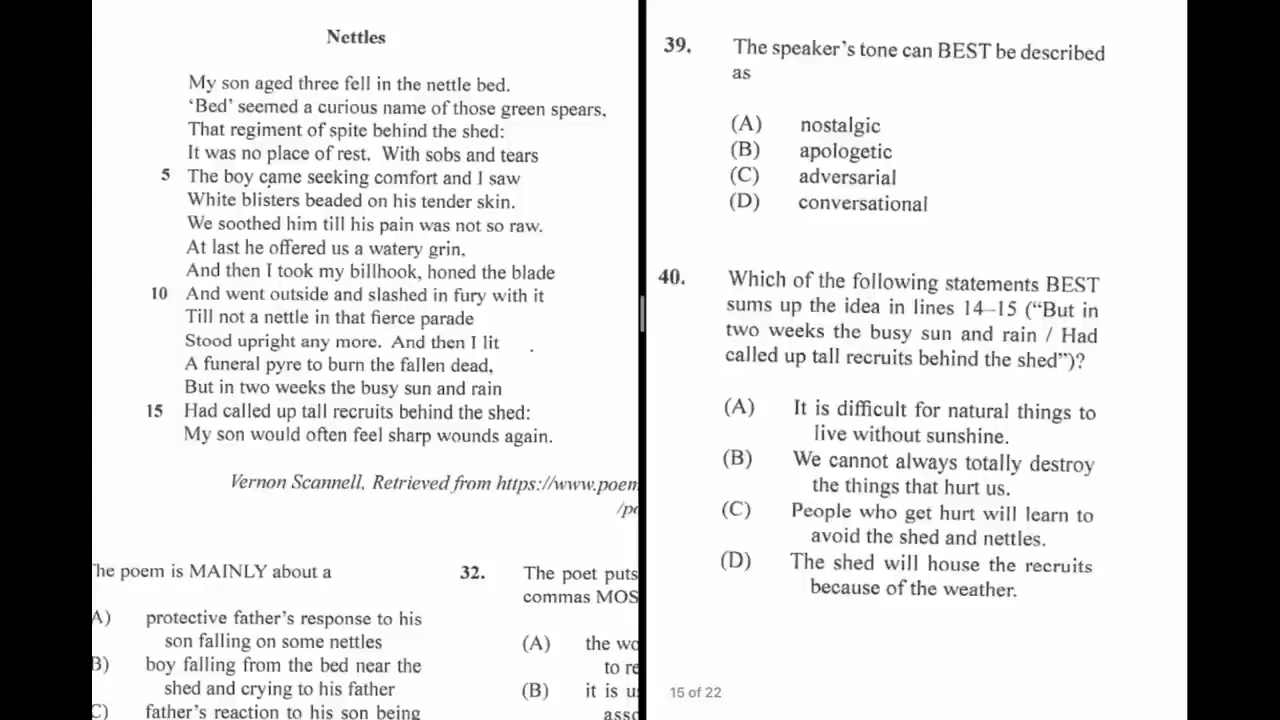 Nettles
My son aged three fell in the nettle bed.
‘Bed’ seemed a curious name of those green spears,
That regiment of spite behind the shed:
It was no place of rest. With sobs and tears
5 The boy came seeking comfort and I saw
White blisters beaded on his tender skin.
We soothed him till his pain was not so raw.
At last he offered us a watery grin,
And then I took my billhook, honed the blade
10 And went outside and slashed in fury with it
Till not a nettle in that fierce parade
Stood upright any more. And then I lit
A funeral pyre to burn the fallen dead,
But in two weeks the busy sun and rain
15 Had called up tall recruits behind the shed:
My son would often feel sharp wounds again.
Vernon Scannell, Retrieved from https://www.poem
/po
The poem is MAINLY about a
A) protective father’s response to his
son falling on some nettles
B) boy falling from the bed near the
shed and crying to his father
C) father’s reaction to his son being
32. The poet puts
commas MOS
(A) the wo
to re
(B) it is u
asso
39. The speaker’s tone can BEST be described
as
(A) nostalgic
(B) apologetic
(C) adversarial
(D) conversational
40. Which of the following statements BEST
sums up the idea in lines 14–15 (“But in
two weeks the busy sun and rain / Had
called up tall recruits behind the shed”)?
(A) It is difficult for natural things to
live without sunshine.
(B) We cannot always totally destroy
the things that hurt us.
(C) People who get hurt will learn to
avoid the shed and nettles.
(D) The shed will house the recruits
because of the weather.
15 of 22